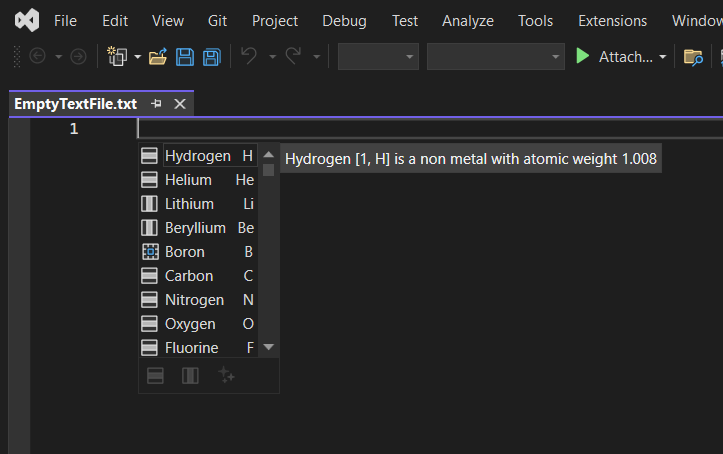 File Edit View Git Project Debug Test Analyze Tools Extensions Window
Attach...
EmptyTextFile.txt
1
Hydrogen H
Hydrogen [1, H] is a non metal with atomic weight 1.008
Helium He
Lithium Li
Beryllium Be
Boron B
Carbon C
Nitrogen N
Oxygen O
Fluorine F